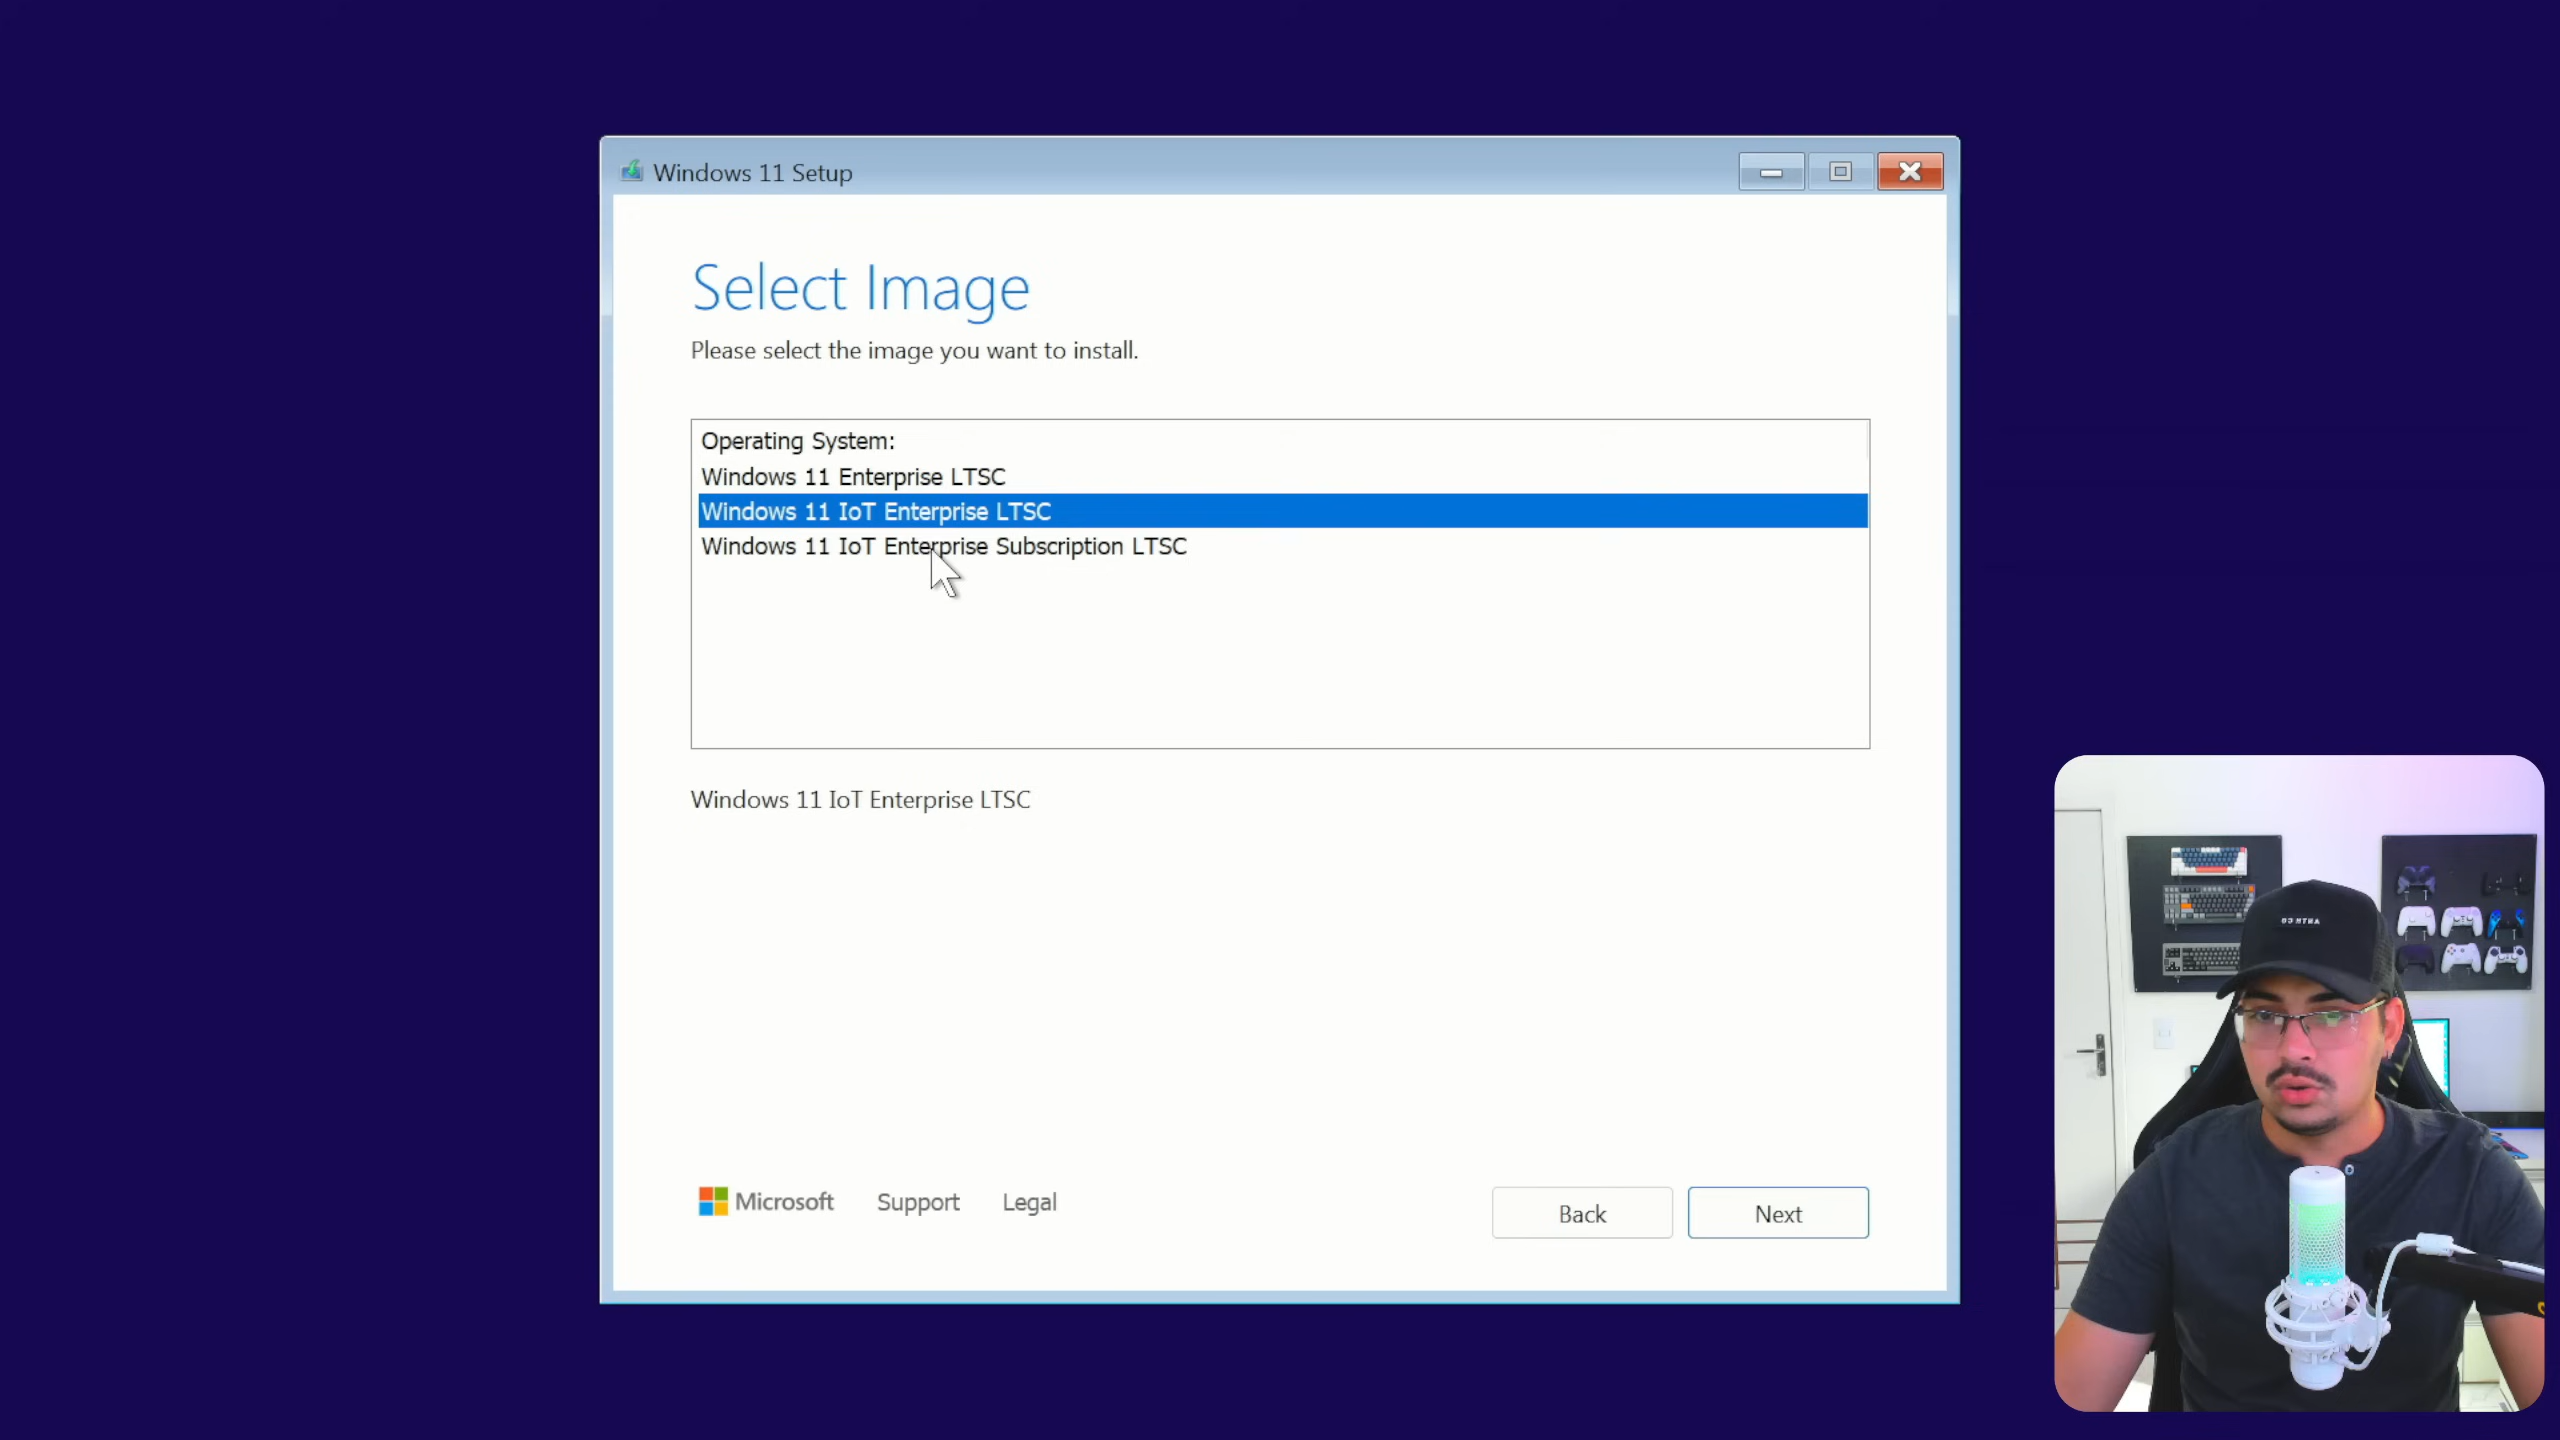 Windows 11 Setup
Select Image
Please select the image you want to install.
Operating System:
Windows 11 Enterprise LTSC
Windows 11 IoT Enterprise LTSC
Windows 11 IoT Enterprise Subscription LTSC
Windows 11 IoT Enterprise LTSC
Microsoft Support Legal
Back Next